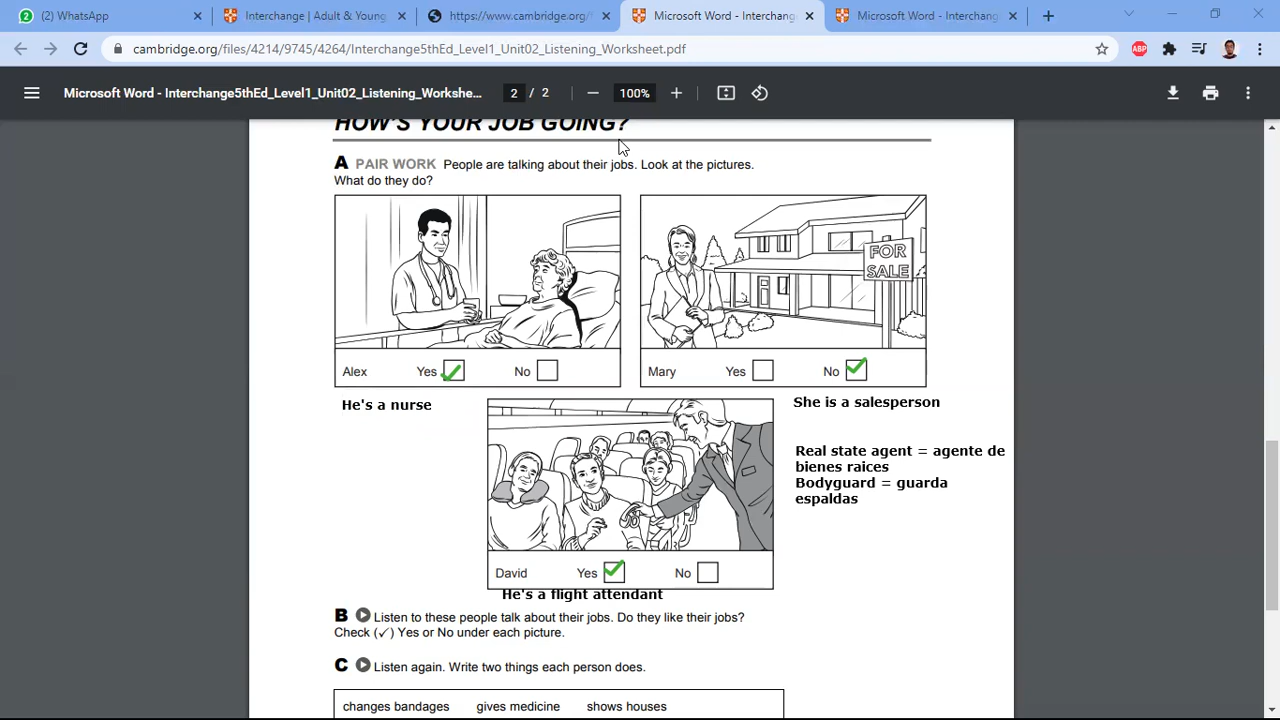 (2) WhatsApp
Interchange | Adult & Young
https://www.cambridge.org/f
Microsoft Word - Interchang
Microsoft Word - Interchang
cambridge.org/files/4214/9745/4264/Interchange5thEd_Level1_Unit02_Listening_Worksheet.pdf
ABP
Microsoft Word - Interchange5thEd_Level1_Unit02_Listening_Workshe...
2 / 2
100%
HOW'S YOUR JOB GOING?
A PAIR WORK People are talking about their jobs. Look at the pictures.
What do they do?
FOR
SALE
Alex Yes No
Mary Yes No
He's a nurse
She is a salesperson
Real state agent = agente de
bienes raices
Bodyguard = guarda
espaldas
David Yes No
He's a flight attendant
B Listen to these people talk about their jobs. Do they like their jobs?
Check (✓) Yes or No under each picture.
C Listen again. Write two things each person does.
changes bandages gives medicine shows houses